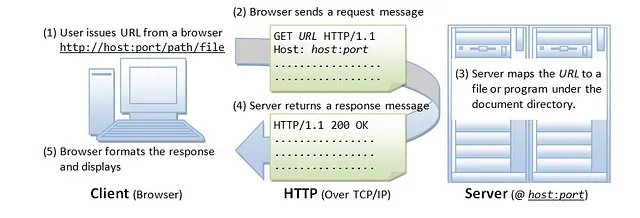 (1) User issues URL from a browser
http://host:port/path/file
(2) Browser sends a request message
GET URL HTTP/1.1
Host: host:port
...............
...............
(3) Server maps the URL to a
file or program under the
document directory.
(4) Server returns a response message
HTTP/1.1 200 OK
...............
...............
...............
(5) Browser formats the response
and displays
Client (Browser)
HTTP (Over TCP/IP)
Server (@ host:port)